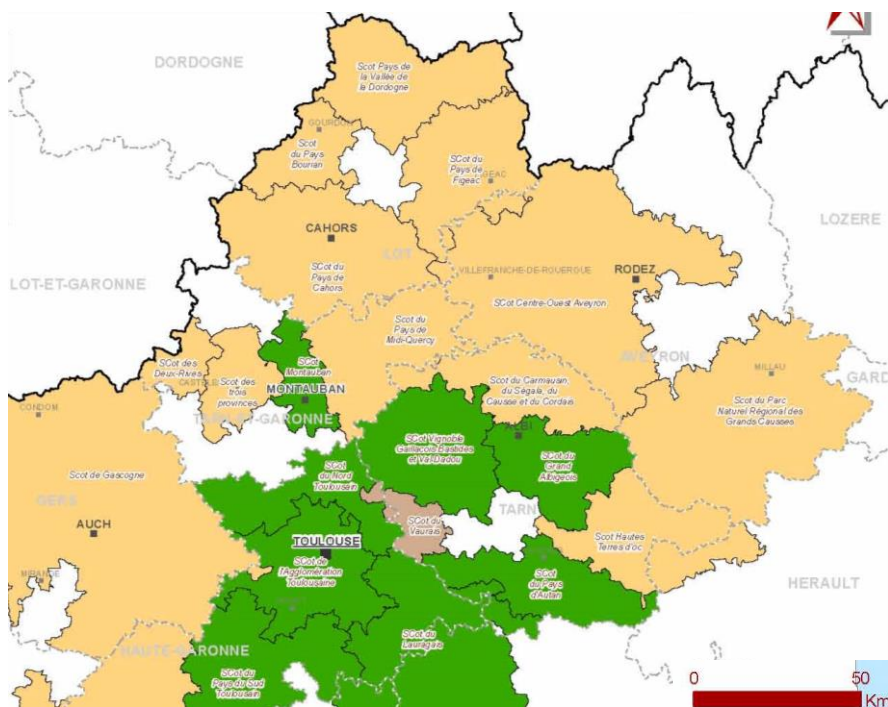 DORDOGNE
Scot Pays de
la Vallée de
la Dordogne
GOURDON
Scot
du Pays
Bourian
SCot du
Pays de
Figeac
LOZERE
CAHORS
LOT
LOT-ET-GARONNE
SCot du
Pays de
Cahors
VILLEFRANCHE-DE-ROUERGUE
RODEZ
SCot Centre-Ouest Aveyron
Scot du
Pays de
Midi-Quercy
AVEYRON
SCot des
Deux-Rives
Scot des
trois
provinces
SCot
Montauban
MONTAUBAN
TARN-ET-GARONNE
Scot du Carmausin, du
Ségala, du
Causse et du Cordais
MILLAU
GARD
Scot du Parc
Naturel Régional des
Grands Causses
CONDOM
ALBI
SCot Vignoble
Gaillacois Bastides
et Val-Dadou
SCot du
Grand
Albigeois
Scot de Gascogne
GERS
AUCH
SCot
du Nord
Toulousain
SCot du
Vaurais
TARN
TOULOUSE
SCot de
l'Agglomération
Toulousaine
Scot Hautes
Terres d'oc
MIRANDE
SCot
du Pays
d'Autan
HERAULT
HAUTE-GARONNE
SCot du
Lauragais
SCot du
Pays du Sud
Toulousain
0 50
Km